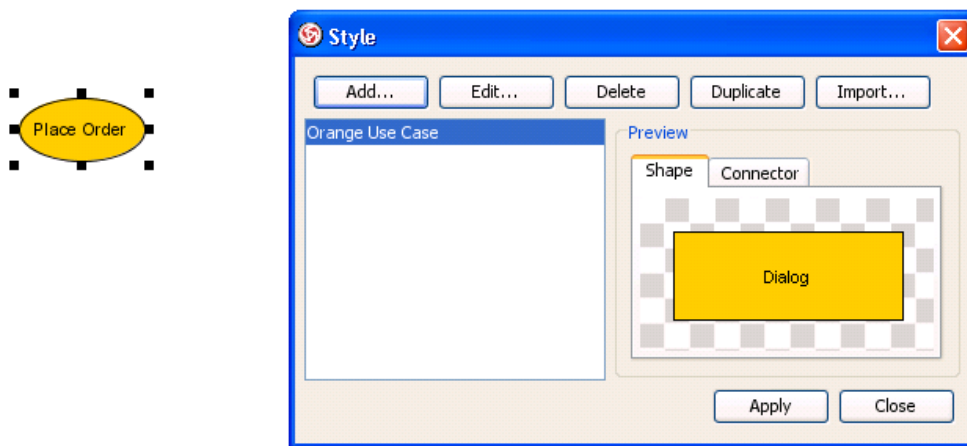 Style
Add... Edit... Delete Duplicate Import...
Place Order
Orange Use Case
Preview
Shape Connector
Dialog
Apply Close